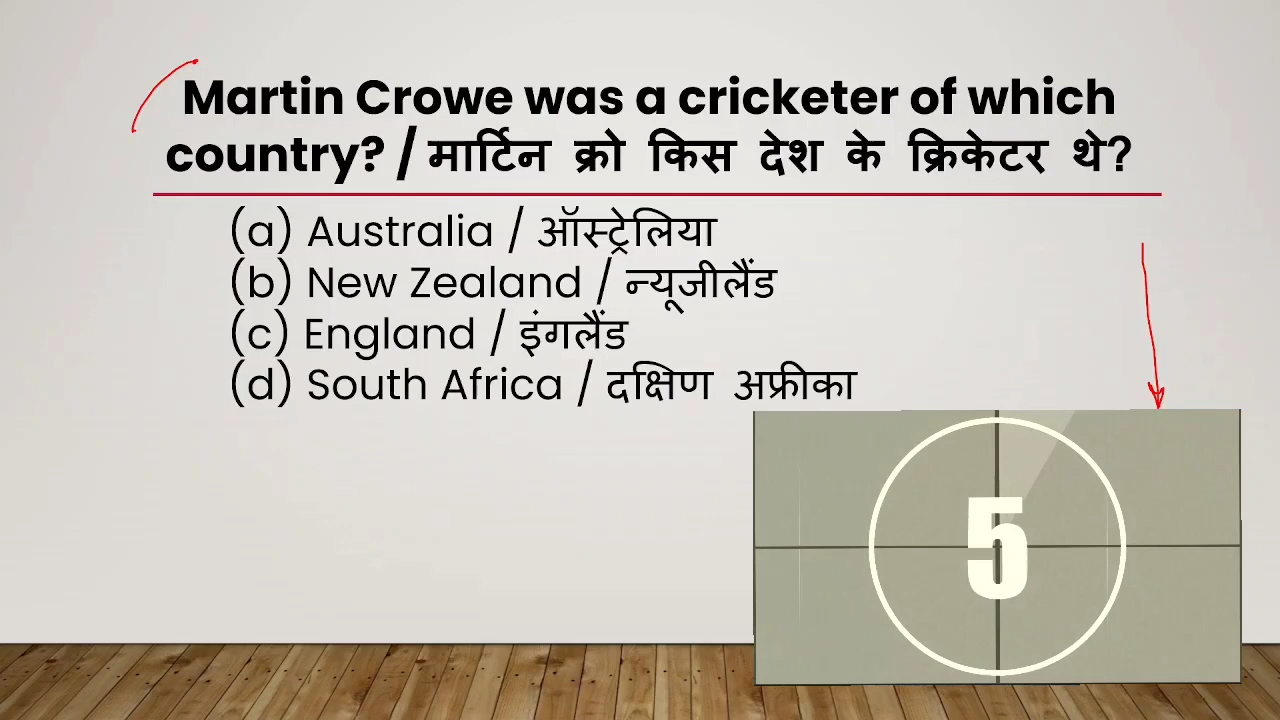 Martin Crowe was a cricketer of which
country? / मार्टिन क्रो किस देश के क्रिकेटर थे?
(a) Australia / ऑस्ट्रेलिया
(b) New Zealand / न्यूजीलैंड
(c) England / इंगलैंड
(d) South Africa / दक्षिण अफ्रीका
5